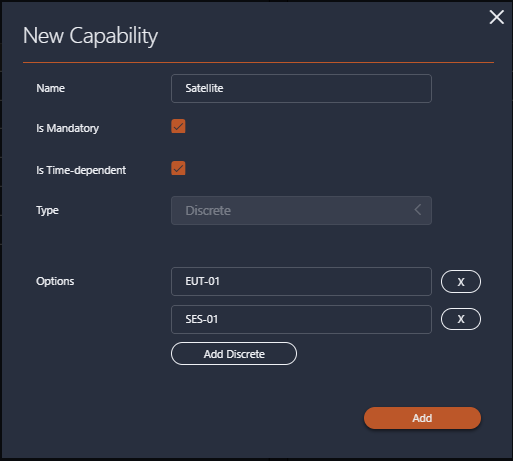 New Capability
Name
Satellite
Is Mandatory
Is Time-dependent
Type
Discrete
Options
EUT-01
X
SES-01
X
Add Discrete
Add